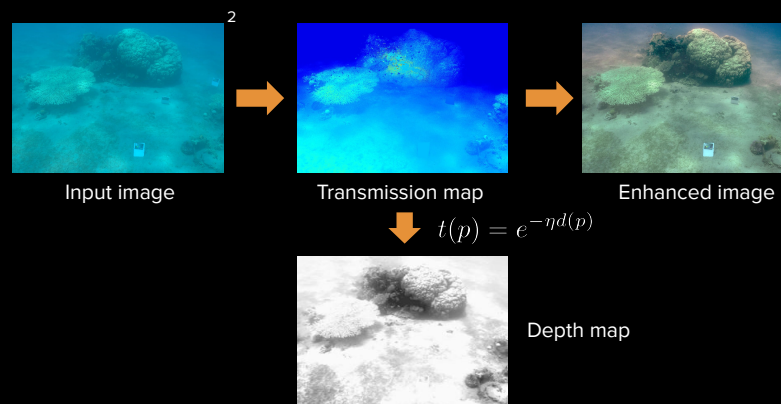 2
Input image
Transmission map
Enhanced image
t(p) = e^{-ηd(p)}
Depth map